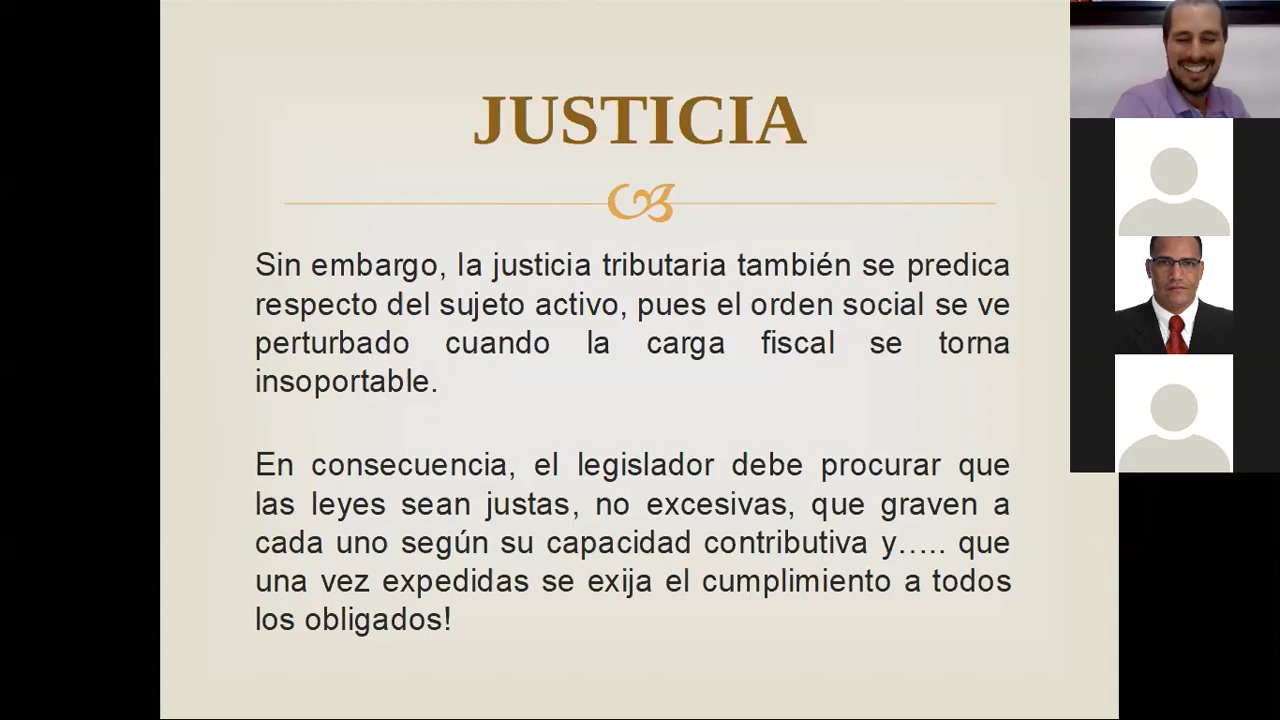 JUSTICIA
Sin embargo, la justicia tributaria también se predica
respecto del sujeto activo, pues el orden social se ve
perturbado cuando la carga fiscal se torna
insoportable.
En consecuencia, el legislador debe procurar que
las leyes sean justas, no excesivas, que graven a
cada uno según su capacidad contributiva y….. que
una vez expedidas se exija el cumplimiento a todos
los obligados!